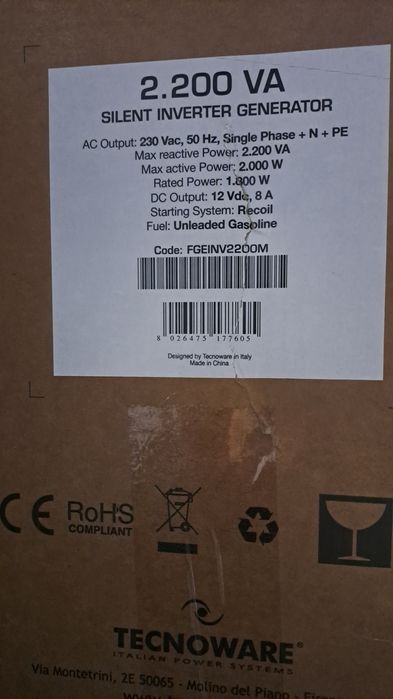 2.200 VA
SILENT INVERTER GENERATOR
AC Output: 230 Vac, 50 Hz, Single Phase + N + PE
Max reactive Power: 2.200 VA
Max active Power: 2.000 W
Rated Power: 1.600 W
DC Output: 12 Vdc, 8 A
Starting System: Recoil
Fuel: Unleaded Gasoline
Code: FGEINV2200M
8 026475 177605
Designed by Tecnoware in Italy
Made in China
CE RoHS
COMPLIANT
TECNOWARE®
ITALIAN POWER SYSTEMS
Via Montetrini, 2E 50065 - Molino del Piano -